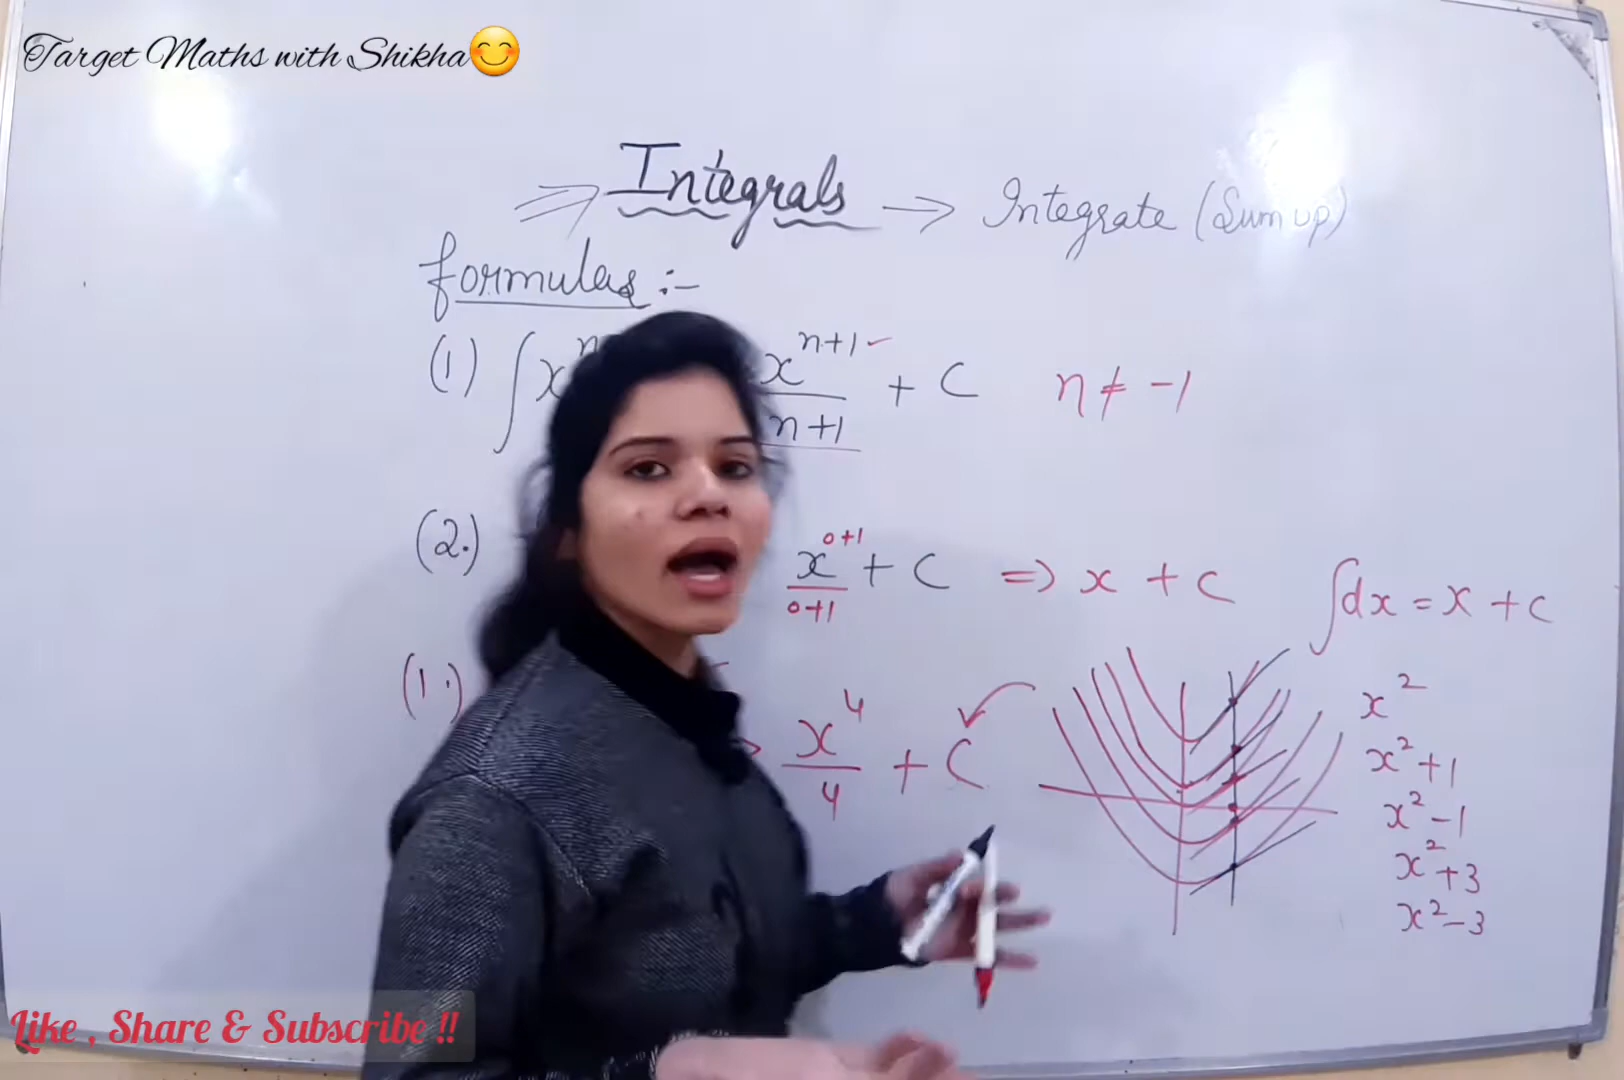 Target Maths with Shikha😊
⇒ Integrals → Integrate (Sum up)
formulas :-
(1) ∫x^n x^(n+1)/(n+1) + C n ≠ -1
(2.) x^(0+1)/(0+1) + C ⇒ x + C ∫dx = x + C
(1.) x^4/4 + C
x^2
x^2+1
x^2-1
x^2+3
x^2-3
Like , Share & Subscribe !!